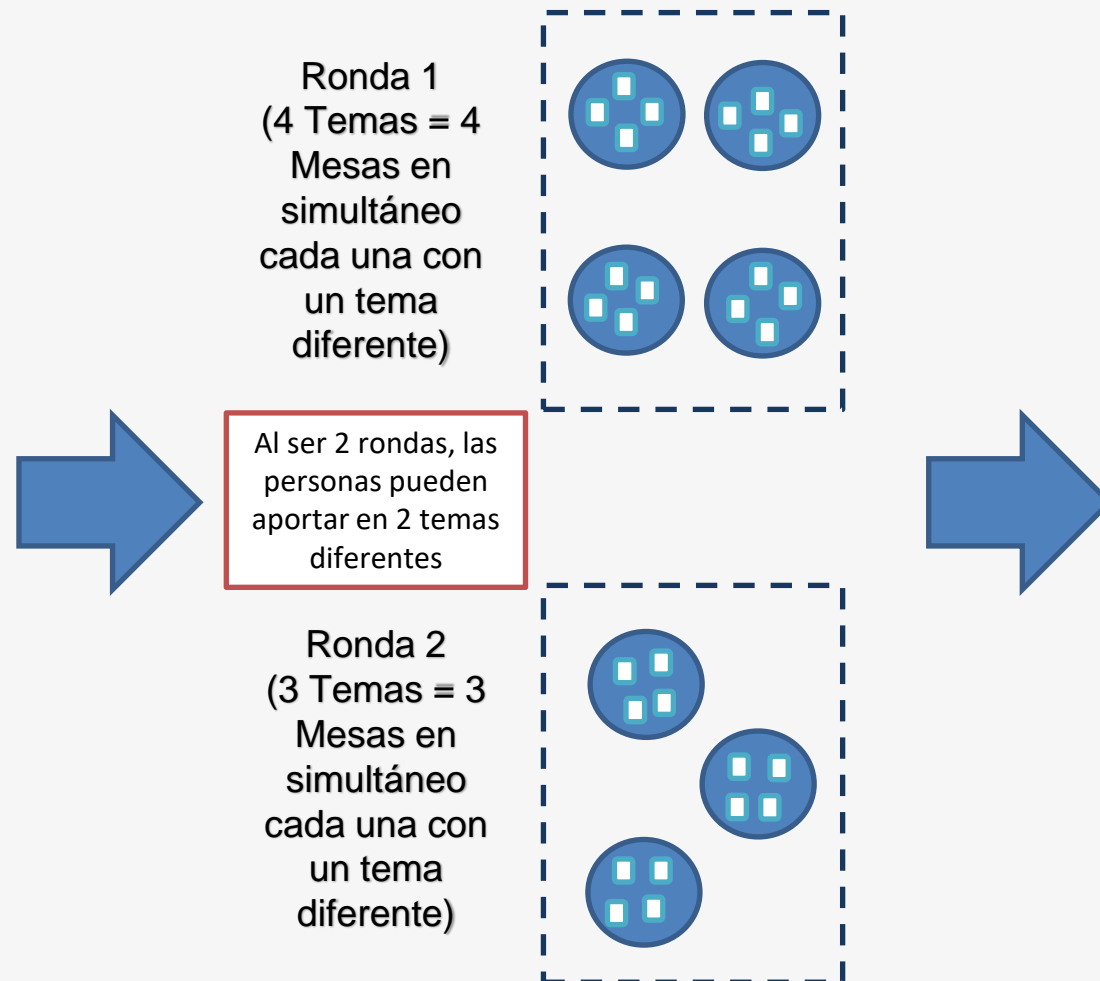 Ronda 1
(4 Temas = 4
Mesas en
simultáneo
cada una con
un tema
diferente)
Al ser 2 rondas, las
personas pueden
aportar en 2 temas
diferentes
Ronda 2
(3 Temas = 3
Mesas en
simultáneo
cada una con
un tema
diferente)